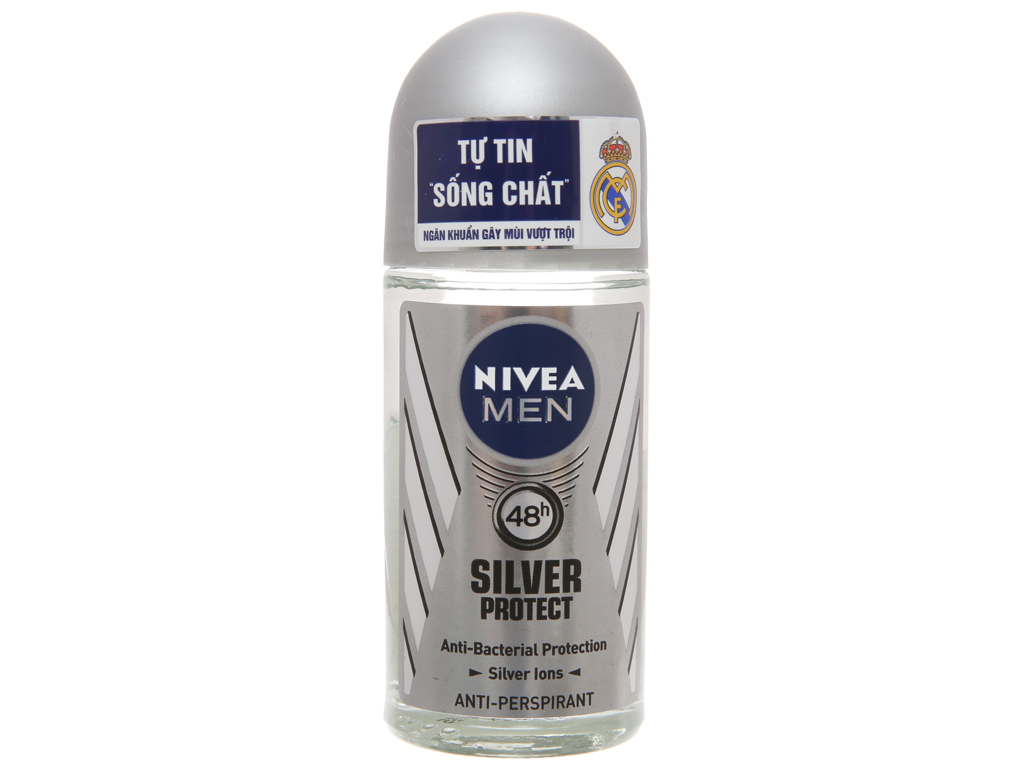 TỰ TIN
"SỐNG CHẤT"
NGĂN KHUẨN GÂY MÙI VƯỢT TRỘI
NIVEA
MEN
48h
SILVER
PROTECT
Anti-Bacterial Protection
► Silver Ions ◄
ANTI-PERSPIRANT